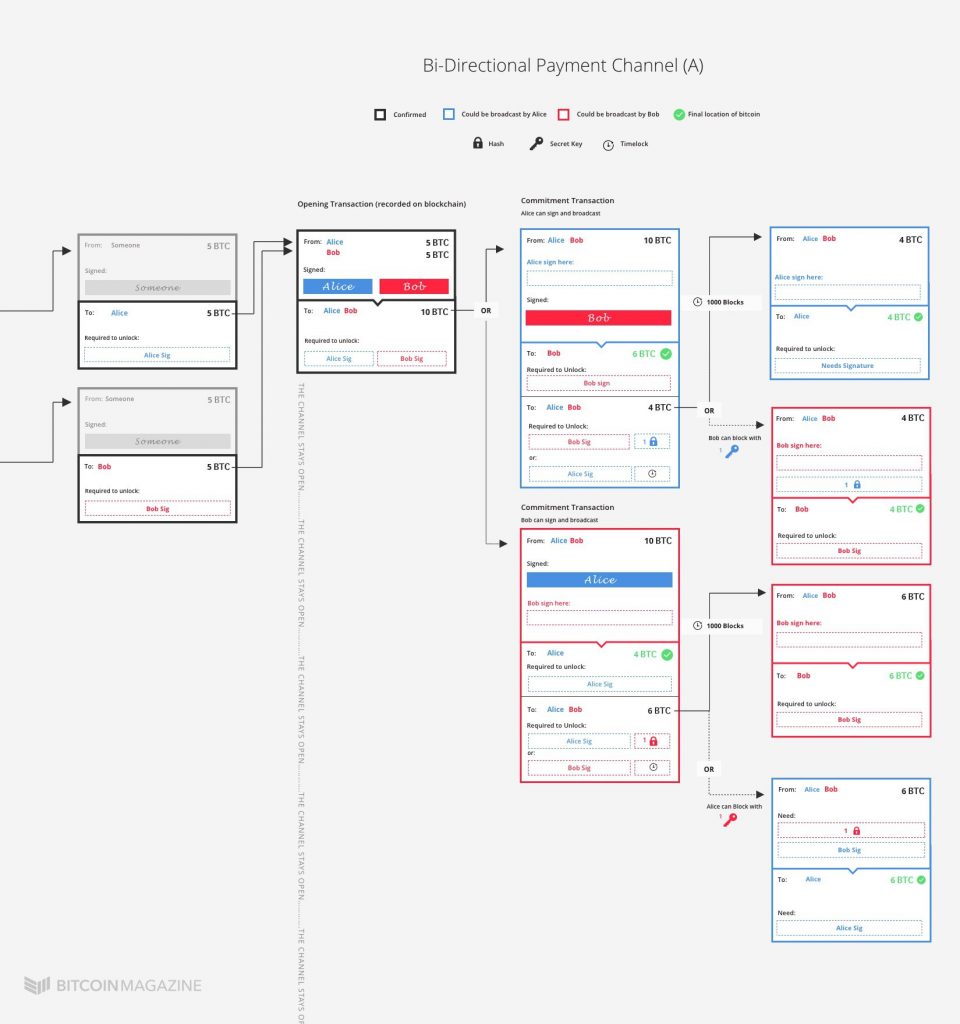 Bi-Directional Payment Channel (A)
Confirmed
Could be broadcast by Alice
Could be broadcast by Bob
Final location of bitcoin
Hash
Secret Key
Timelock
From: Someone 5 BTC
Signed:
Someone
To: Alice 5 BTC
Required to unlock:
Alice Sig
From: Someone 5 BTC
Signed:
Someone
To: Bob 5 BTC
Required to unlock:
Bob Sig
Opening Transaction (recorded on blockchain)
From: Alice 5 BTC
Bob 5 BTC
Signed:
Alice Bob
To: Alice Bob 10 BTC
Required to unlock:
Alice Sig Bob Sig
THE CHANNEL STAYS OPEN............THE CHANNEL STAYS OPEN............THE CHANNEL STAYS OPEN............THE CHANNEL STAYS OPEN............THE CHANNEL STAYS O
OR
Commitment Transaction
Alice can sign and broadcast
From: Alice Bob 10 BTC
Alice sign here:
Signed:
Bob
To: Bob 6 BTC
Required to Unlock:
Bob sign
To: Alice Bob 4 BTC
Required to Unlock:
Bob Sig 1
or:
Alice Sig
1000 Blocks
OR
Bob can block with
1
From: Alice Bob 4 BTC
Alice sign here:
To: Alice 4 BTC
Required to unlock:
Needs Signature
From: Alice Bob 4 BTC
Bob sign here:
1
To: Bob 4 BTC
Required to unlock:
Bob Sig
Commitment Transaction
Bob can sign and broadcast
From: Alice Bob 10 BTC
Signed:
Alice
Bob sign here:
To: Alice 4 BTC
Required to unlock:
Alice Sig
To: Alice Bob 6 BTC
Required to Unlock:
Alice Sig 1
or:
Bob Sig
1000 Blocks
OR
Alice can Block with
1
From: Alice Bob 6 BTC
Bob sign here:
To: Bob 6 BTC
Required to unlock:
Bob Sig
From: Alice Bob 6 BTC
Need:
1
Bob Sig
To: Alice 6 BTC
Need:
Alice Sig
BITCOINMAGAZINE